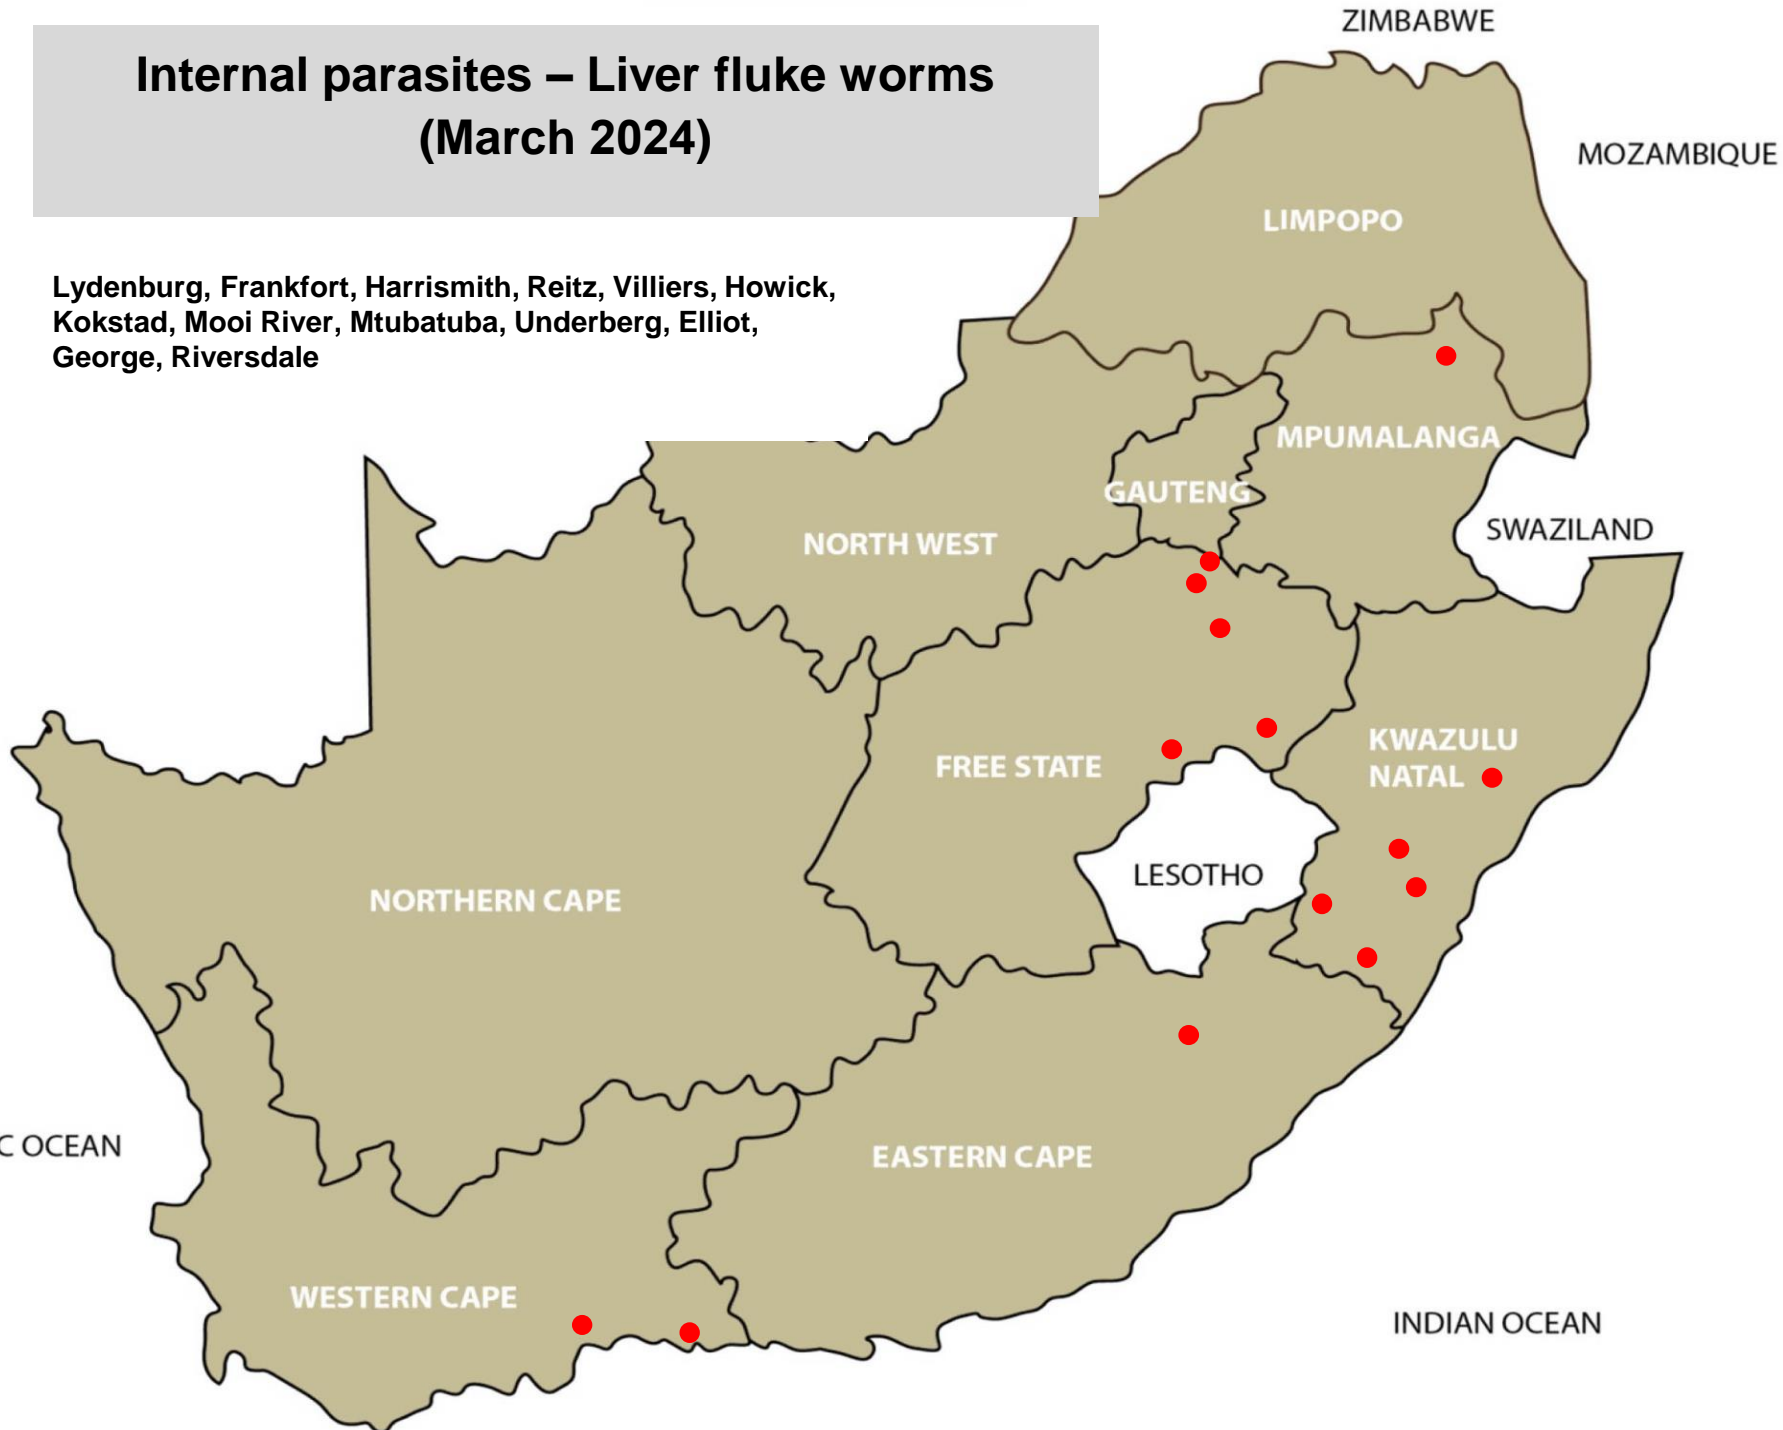 ZIMBABWE
Internal parasites – Liver fluke worms
(March 2024)
MOZAMBIQUE
LIMPOPO
Lydenburg, Frankfort, Harrismith, Reitz, Villiers, Howick,
Kokstad, Mooi River, Mtubatuba, Underberg, Elliot,
George, Riversdale
MPUMALANGA
GAUTENG
SWAZILAND
NORTH WEST
KWAZULU
NATAL
FREE STATE
LESOTHO
NORTHERN CAPE
C OCEAN
EASTERN CAPE
WESTERN CAPE
INDIAN OCEAN